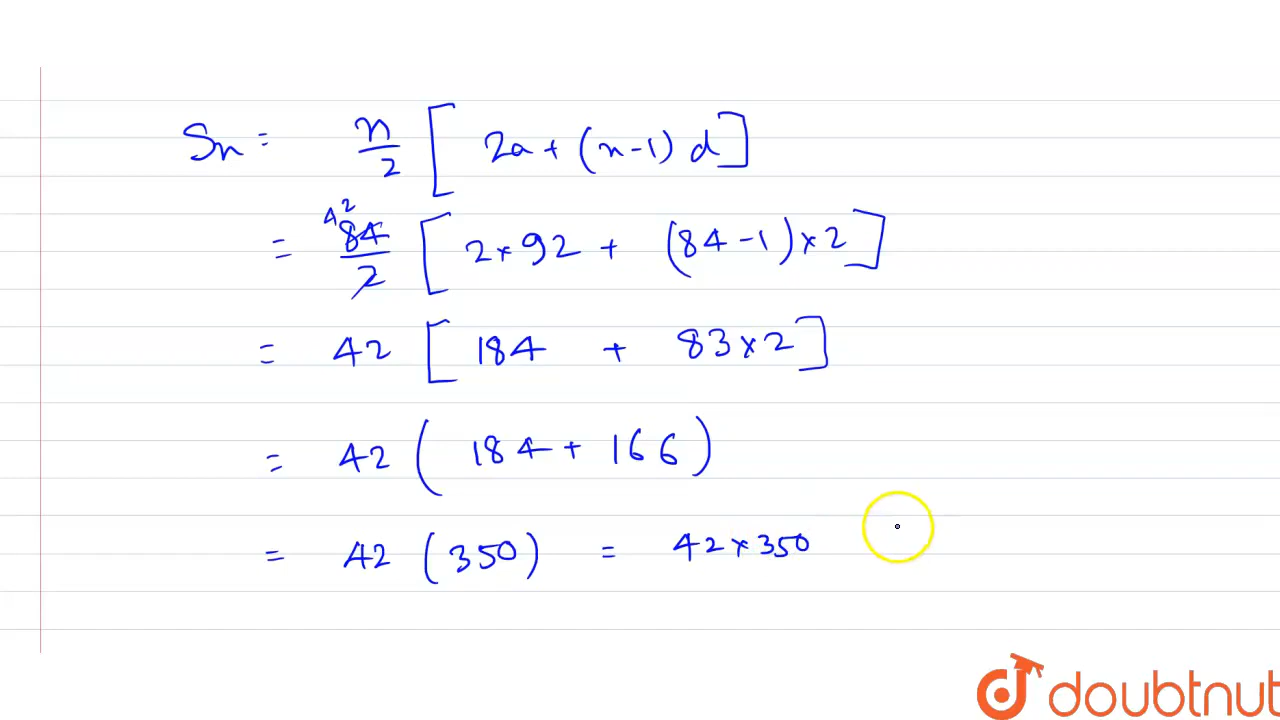 Sn = n/2 [ 2a + (n-1) d ]
= 42 84/2 [ 2×92 + (84-1)×2 ]
= 42 [ 184 + 83×2 ]
= 42 ( 184 + 166 )
= 42 ( 350 ) = 42×350
doubtnut